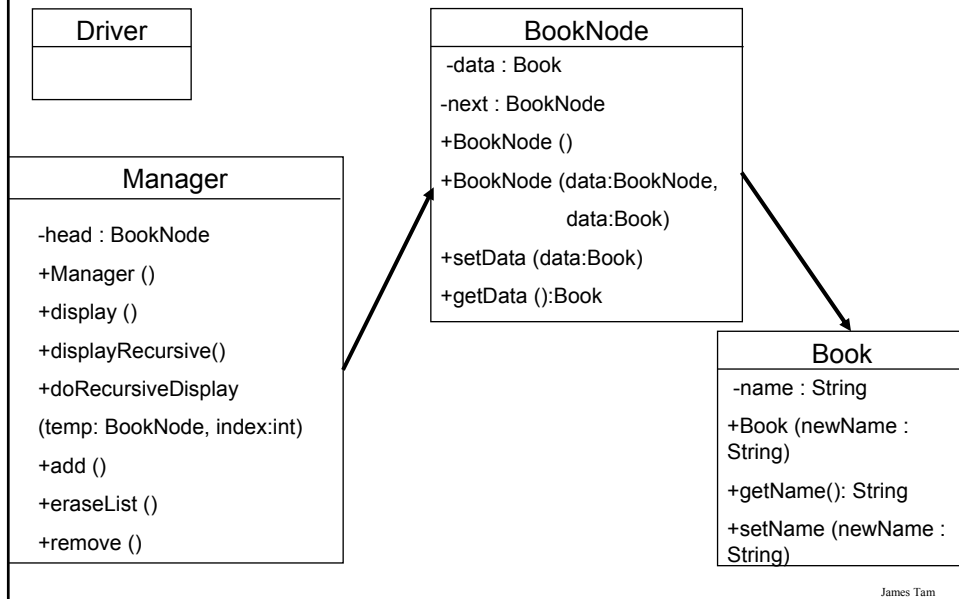 Driver
BookNode
-data : Book
-next : BookNode
+BookNode ()
+BookNode (data:BookNode,
data:Book)
+setData (data:Book)
+getData ():Book
Manager
-head : BookNode
+Manager ()
+display ()
+displayRecursive()
+doRecursiveDisplay
(temp: BookNode, index:int)
+add ()
+eraseList ()
+remove ()
Book
-name : String
+Book (newName :
String)
+getName(): String
+setName (newName :
String)
James Tam